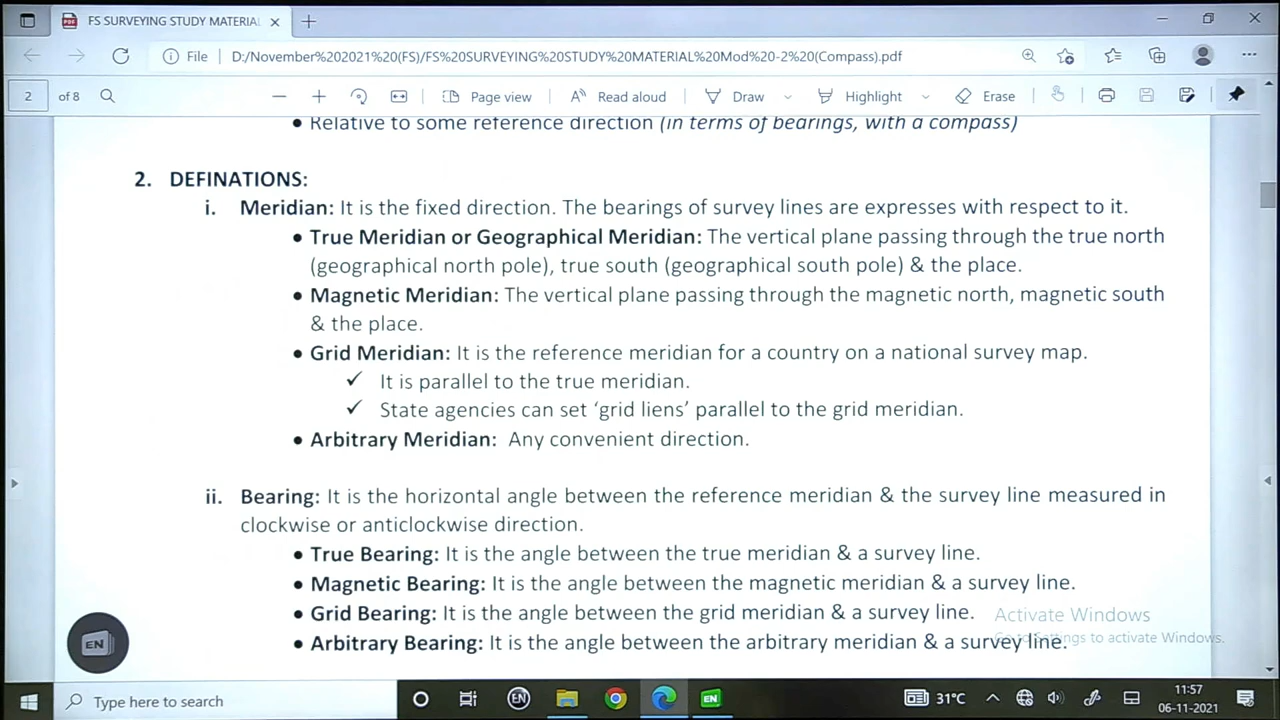 FS SURVEYING STUDY MATERIAL
File
D:/November%202021%20(FS)/FS%20SURVEYING%20STUDY%20MATERIAL%20Mod%20-2%20(Compass).pdf
2 of 8
Page view
Read aloud
Draw
Highlight
Erase
• Relative to some reference direction (in terms of bearings, with a compass)
2. DEFINATIONS:
i. Meridian: It is the fixed direction. The bearings of survey lines are expresses with respect to it.
• True Meridian or Geographical Meridian: The vertical plane passing through the true north
(geographical north pole), true south (geographical south pole) & the place.
• Magnetic Meridian: The vertical plane passing through the magnetic north, magnetic south
& the place.
• Grid Meridian: It is the reference meridian for a country on a national survey map.
✓ It is parallel to the true meridian.
✓ State agencies can set ‘grid liens’ parallel to the grid meridian.
• Arbitrary Meridian: Any convenient direction.
ii. Bearing: It is the horizontal angle between the reference meridian & the survey line measured in
clockwise or anticlockwise direction.
• True Bearing: It is the angle between the true meridian & a survey line.
• Magnetic Bearing: It is the angle between the magnetic meridian & a survey line.
• Grid Bearing: It is the angle between the grid meridian & a survey line.
Activate Windows
• Arbitrary Bearing: It is the angle between the arbitrary meridian & a survey line.
Go to Settings to activate Windows.
EN
Type here to search
EN
EN
31°C
11:57
06-11-2021